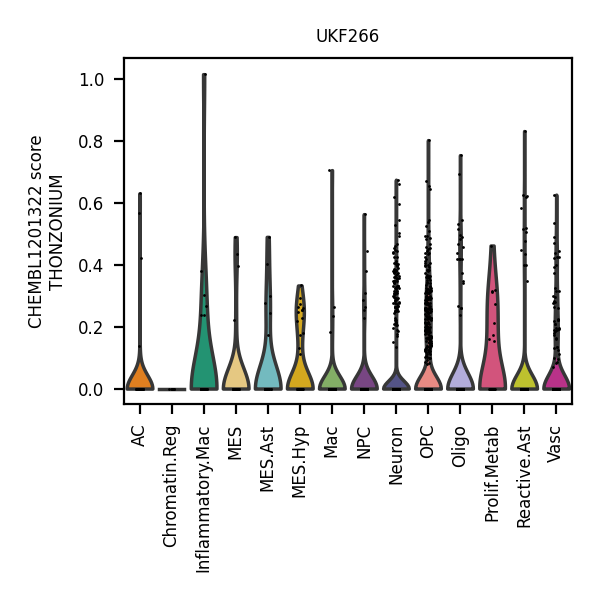 UKF266
CHEMBL1201322 score
THONZONIUM
1.0
0.8
0.6
0.4
0.2
0.0
AC
Chromatin.Reg
Inflammatory.Mac
MES
MES.Ast
MES.Hyp
Mac
NPC
Neuron
OPC
Oligo
Prolif.Metab
Reactive.Ast
Vasc